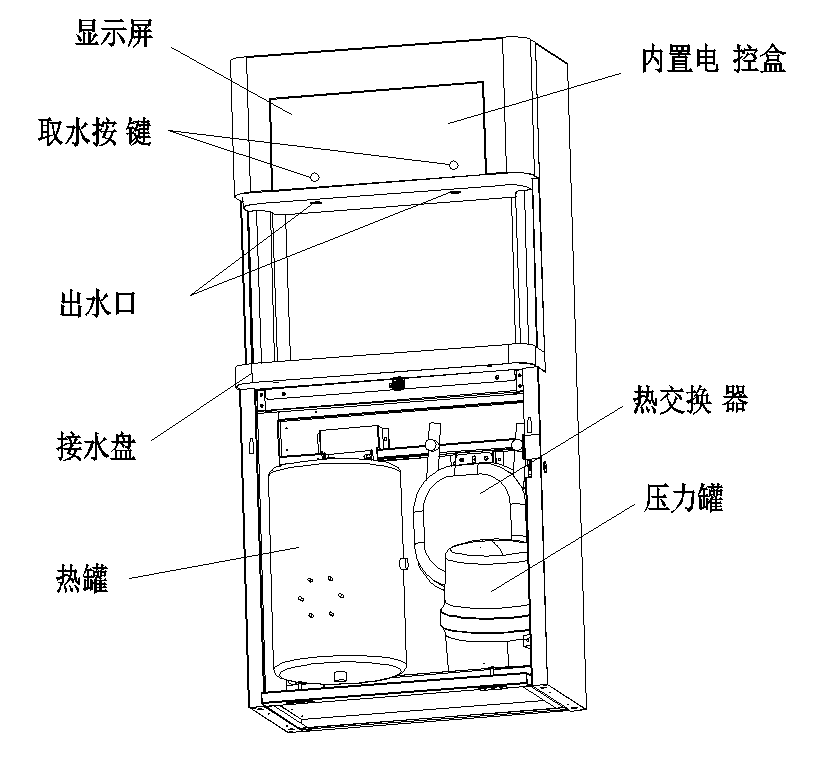 显示屏
内置电 控盒
取水按 键
出水口
热交换 器
接水盘
压力罐
热罐